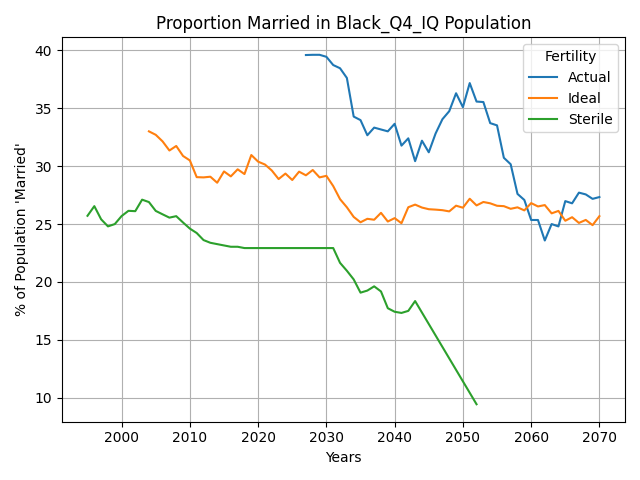 Proportion Married in Black_Q4_IQ Population
Fertility
Actual
Ideal
Sterile
% of Population 'Married'
40
35
30
25
20
15
10
2000 2010 2020 2030 2040 2050 2060 2070
Years